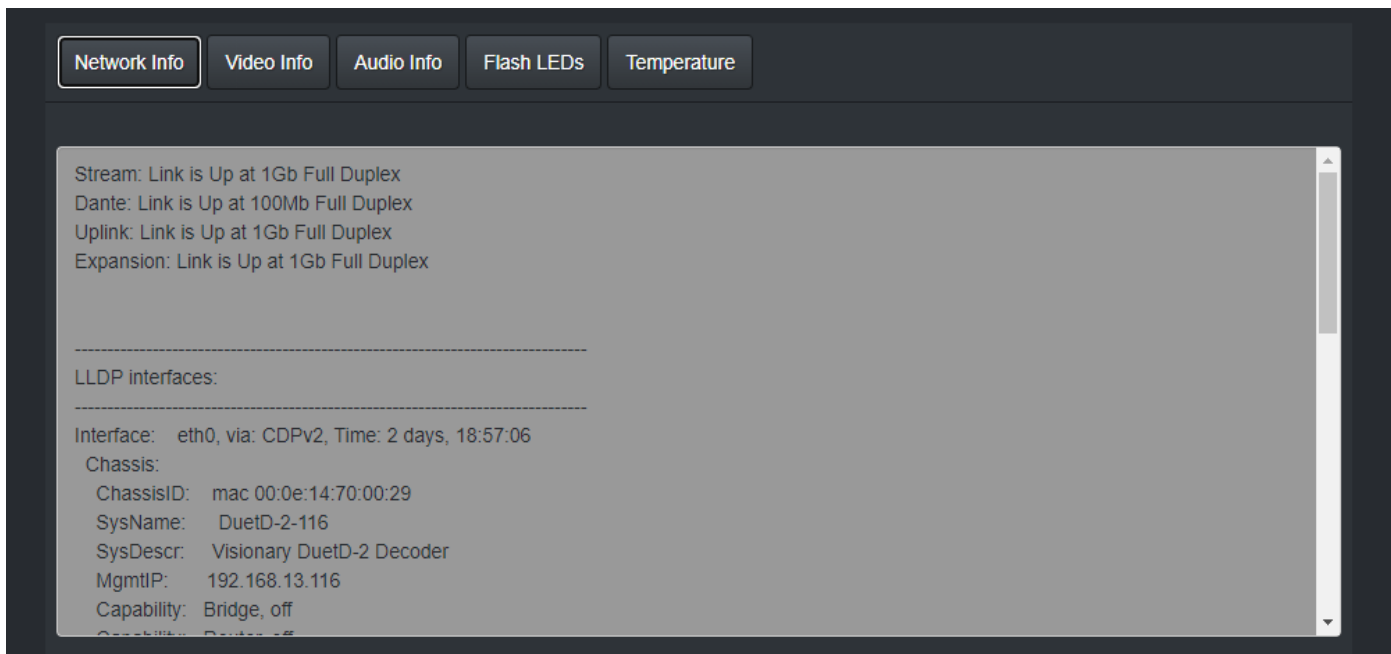 Network Info Video Info Audio Info Flash LEDs Temperature
Stream: Link is Up at 1Gb Full Duplex
Dante: Link is Up at 100Mb Full Duplex
Uplink: Link is Up at 1Gb Full Duplex
Expansion: Link is Up at 1Gb Full Duplex
-------------------------------------------------------------------------------
LLDP interfaces:
-------------------------------------------------------------------------------
Interface: eth0, via: CDPv2, Time: 2 days, 18:57:06
Chassis:
ChassisID: mac 00:0e:14:70:00:29
SysName: DuetD-2-116
SysDescr: Visionary DuetD-2 Decoder
MgmtIP: 192.168.13.116
Capability: Bridge, off
Capability: Router, off